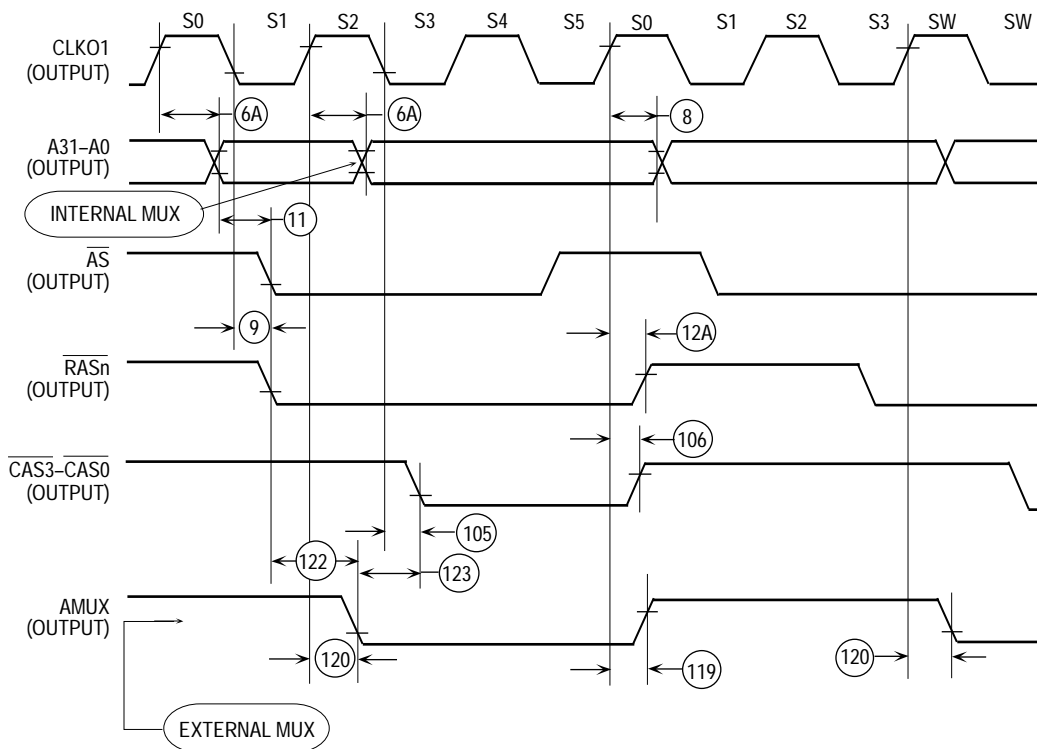 S0 S1 S2 S3 S4 S5 S0 S1 S2 S3 SW SW
CLKO1
(OUTPUT)
6A 6A 8
A31–A0
(OUTPUT)
INTERNAL MUX
11
AS
(OUTPUT)
9 12A
RASn
(OUTPUT)
106
CAS3–CAS0
(OUTPUT)
105
122 123
AMUX
(OUTPUT)
120 119 120
EXTERNAL MUX